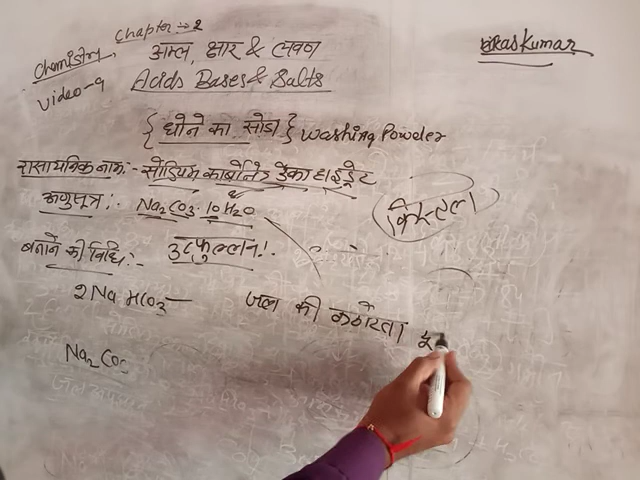 Chapter :- 2
Chemistry
अम्ल, क्षार & लवण
Video-9
Acids Bases & Salts
Vikas Kumar
{धोने का सोडा} Washing Powder
रासायनिक नाम:- सोडियम कार्बोनेट डेका हाइड्रेट
अणुसूत्र:- Na2CO3·10H2O
बनाने की विधि:- उत्फुल्लन!.
2NaHCO3 —
जल की कठोरता दू
Na2CO3